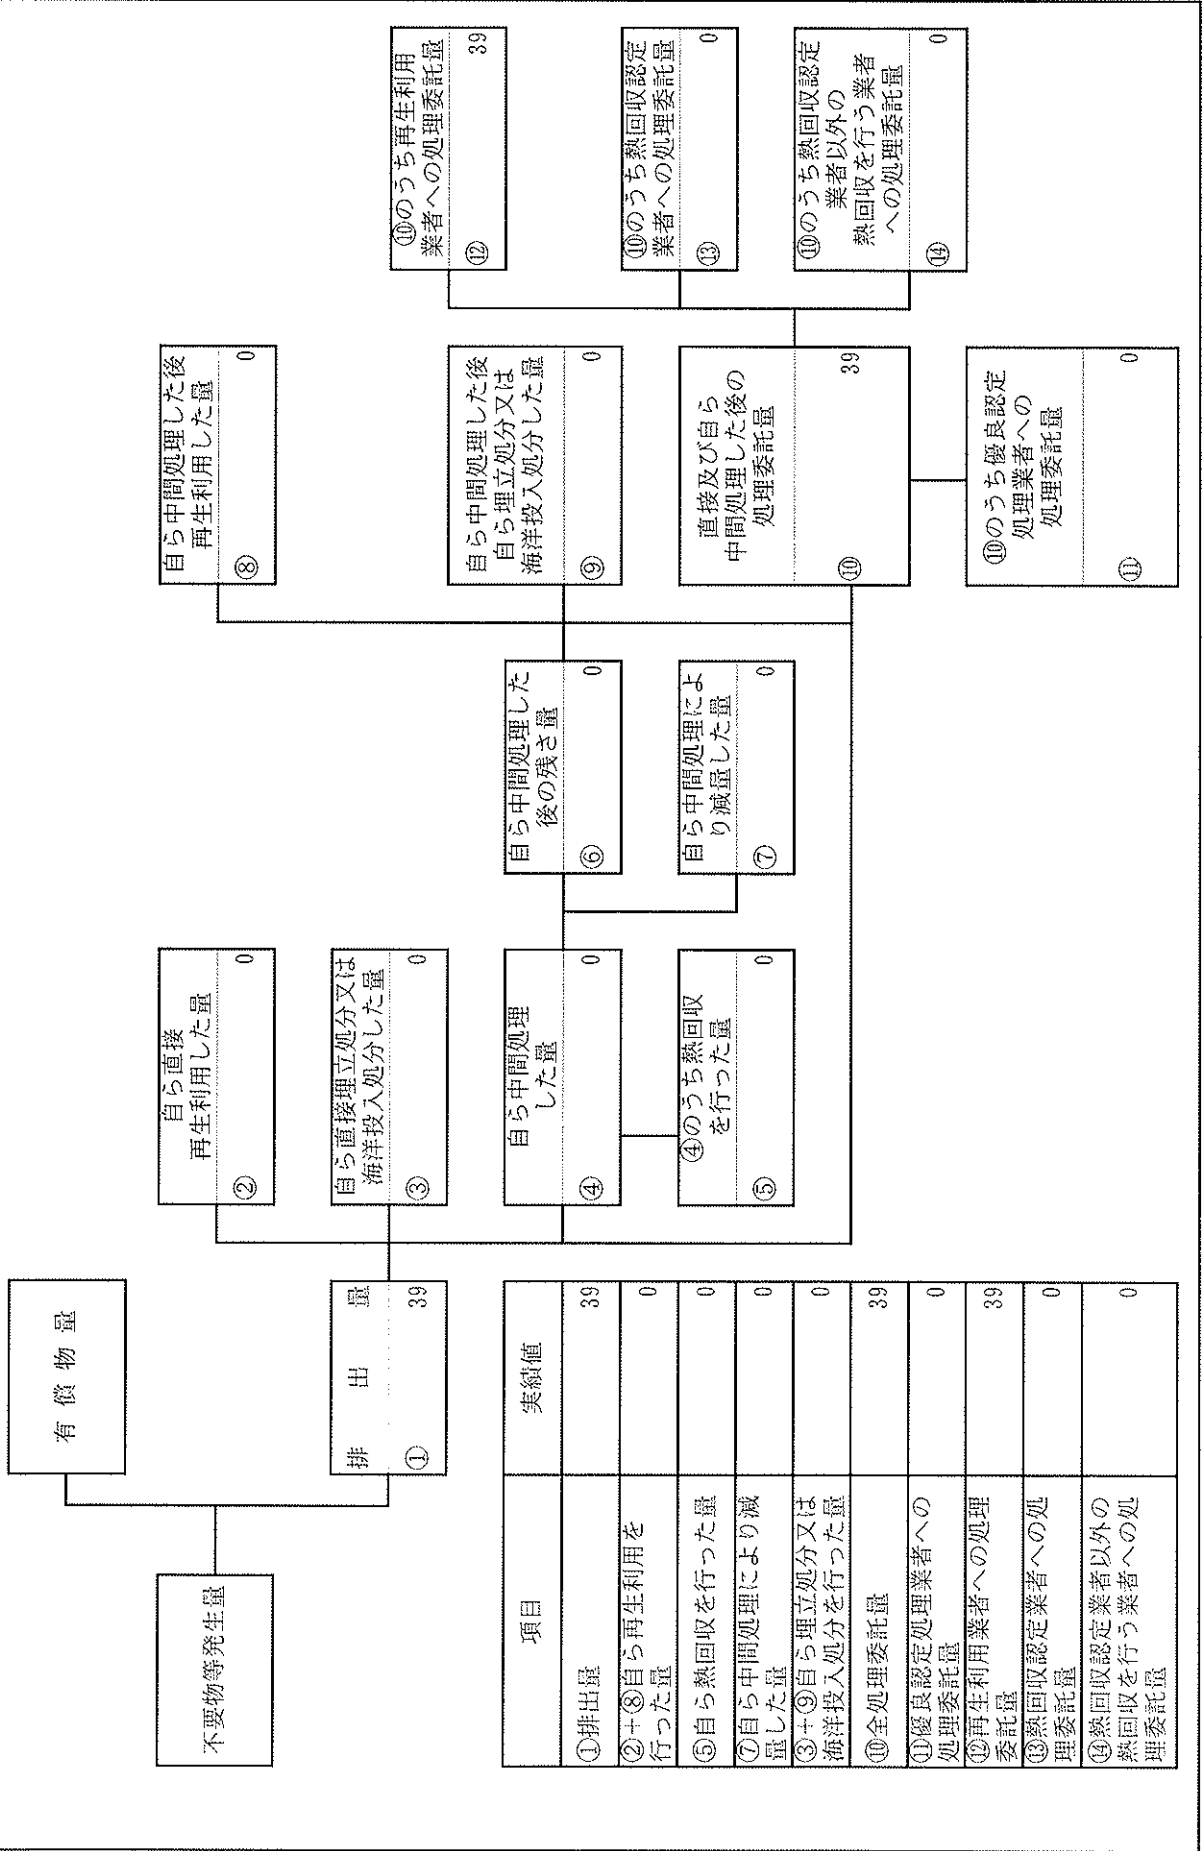 不要物等発生量
有償物量
排出量
① 39
自ら直接
再生利用した量
② 0
自ら直接埋立処分又は
海洋投入処分した量
③ 0
自ら中間処理
した量
④ 0
④のうち熱回収
を行った量
⑤ 0
自ら中間処理した
後の残さ量
⑥ 0
自ら中間処理によ
り減量した量
⑦ 0
自ら中間処理した後
再生利用した量
⑧ 0
自ら中間処理した後
自ら埋立処分又は
海洋投入処分した量
⑨ 0
直接及び自ら
中間処理した後の
処理委託量
⑩ 39
⑩のうち優良認定
処理業者への
処理委託量
⑪ 0
⑩のうち再生利用
業者への処理委託量
⑫ 39
⑩のうち熱回収認定
業者への処理委託量
⑬ 0
⑩のうち熱回収認定
業者以外の
熱回収を行う業者
への処理委託量
⑭ 0
項目 実績値
①排出量 39
②+⑧自ら再生利用を
行った量 0
⑤自ら熱回収を行った量 0
⑦自ら中間処理により減
量した量 0
③+⑨自ら埋立処分又は
海洋投入処分を行った量 0
⑩全処理委託量 39
⑪優良認定処理業者への
処理委託量 0
⑫再生利用業者への処理
委託量 39
⑬熱回収認定業者への処
理委託量 0
⑭熱回収認定業者以外の
熱回収を行う業者への処
理委託量 0